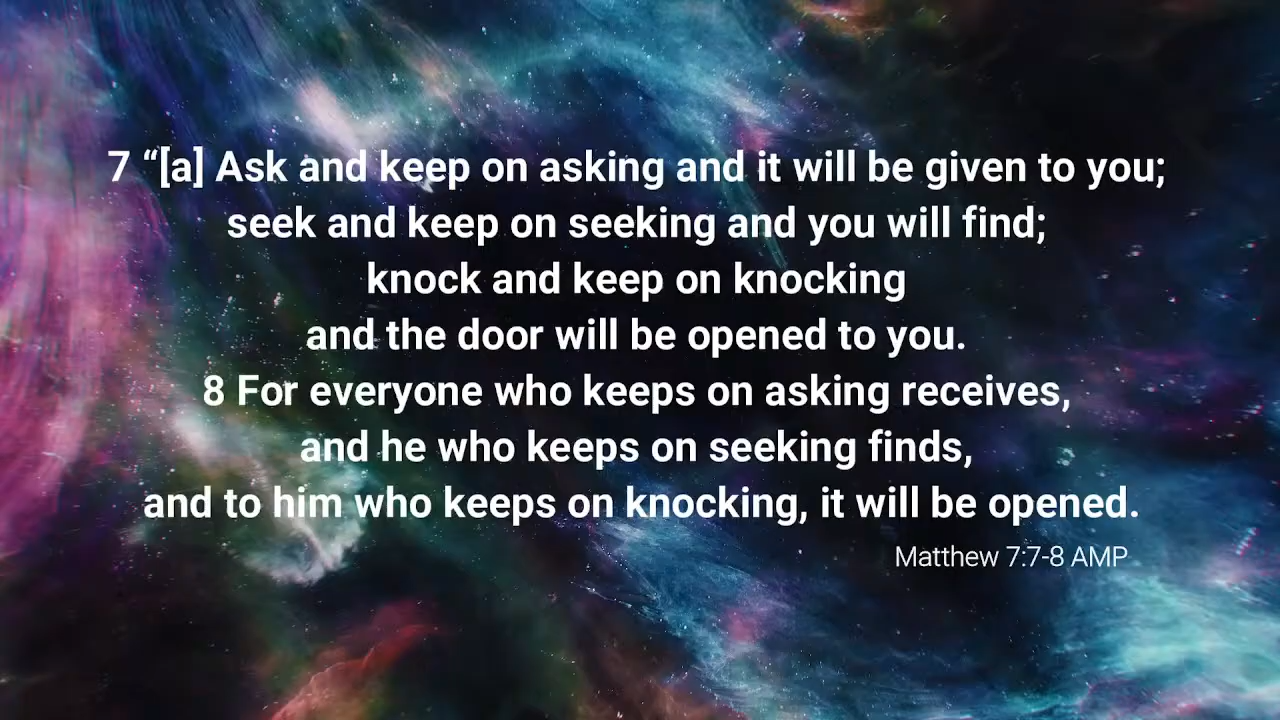 7 “[a] Ask and keep on asking and it will be given to you;
seek and keep on seeking and you will find;
knock and keep on knocking
and the door will be opened to you.
8 For everyone who keeps on asking receives,
and he who keeps on seeking finds,
and to him who keeps on knocking, it will be opened.
Matthew 7:7-8 AMP